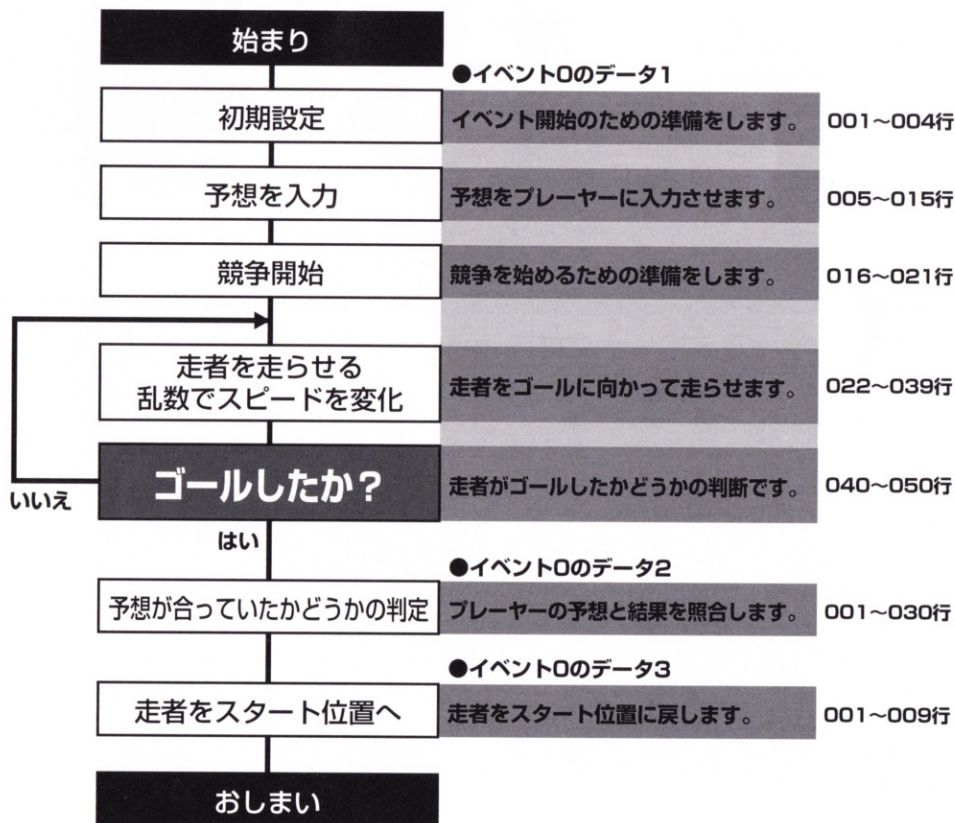 始まり
●イベント0のデータ1
初期設定
イベント開始のための準備をします。
001〜004行
予想を入力
予想をプレーヤーに入力させます。
005〜015行
競争開始
競争を始めるための準備をします。
016〜021行
走者を走らせる
乱数でスピードを変化
走者をゴールに向かって走らせます。
022〜039行
ゴールしたか？
走者がゴールしたかどうかの判断です。
040〜050行
いいえ
はい
●イベント0のデータ2
予想が合っていたかどうかの判定
プレーヤーの予想と結果を照合します。
001〜030行
●イベント0のデータ3
走者をスタート位置へ
走者をスタート位置に戻します。
001〜009行
おしまい